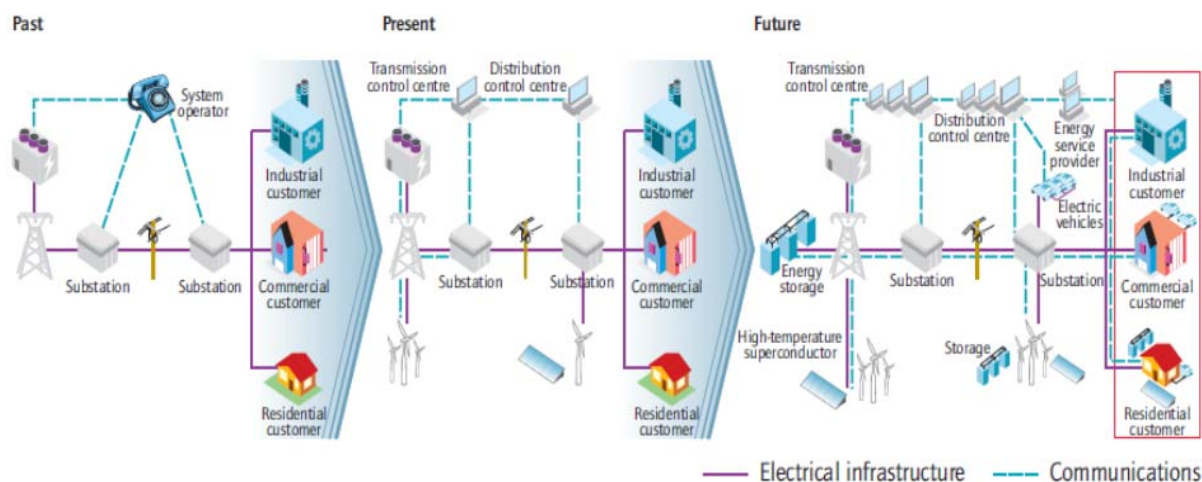 Past
System
operator
Substation
Substation
Industrial
customer
Commercial
customer
Residential
customer
Present
Transmission
control centre
Distribution
control centre
Substation
Substation
Industrial
customer
Commercial
customer
Residential
customer
Future
Transmission
control centre
Distribution
control centre
Energy
service
provider
Electric
vehicles
Energy
storage
Substation
Substation
High-temperature
superconductor
Storage
Industrial
customer
Commercial
customer
Residential
customer
Electrical infrastructure
Communications